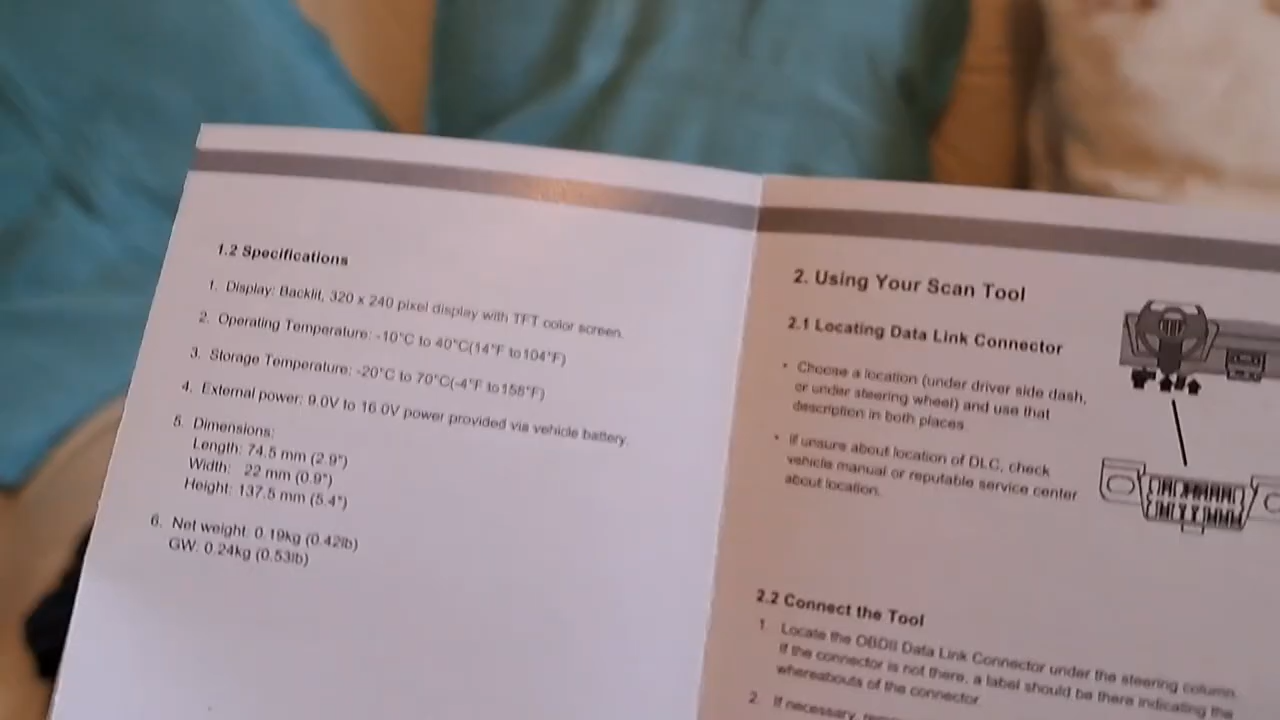 1.2 Specifications
1. Display: Backlit, 320 x 240 pixel display with TFT color screen.
2. Operating Temperature: -10°C to 40°C(14°F to104°F)
3. Storage Temperature: -20°C to 70°C(-4°F to158°F)
4. External power: 9.0V to 16.0V power provided via vehicle battery.
5. Dimensions:
Length: 74.5 mm (2.9")
Width: 22 mm (0.9")
Height: 137.5 mm (5.4")
6. Net weight: 0.19kg (0.42lb)
GW: 0.24kg (0.53lb)
2. Using Your Scan Tool
2.1 Locating Data Link Connector
• Choose a location (under driver side dash,
or under steering wheel) and use that
description in both places.
• If unsure about location of DLC, check
vehicle manual or reputable service center
about location.
2.2 Connect the Tool
1. Locate the OBDII Data Link Connector under the steering column.
If the connector is not there, a label should be there indicating the
whereabouts of the connector.
2. If necessary,